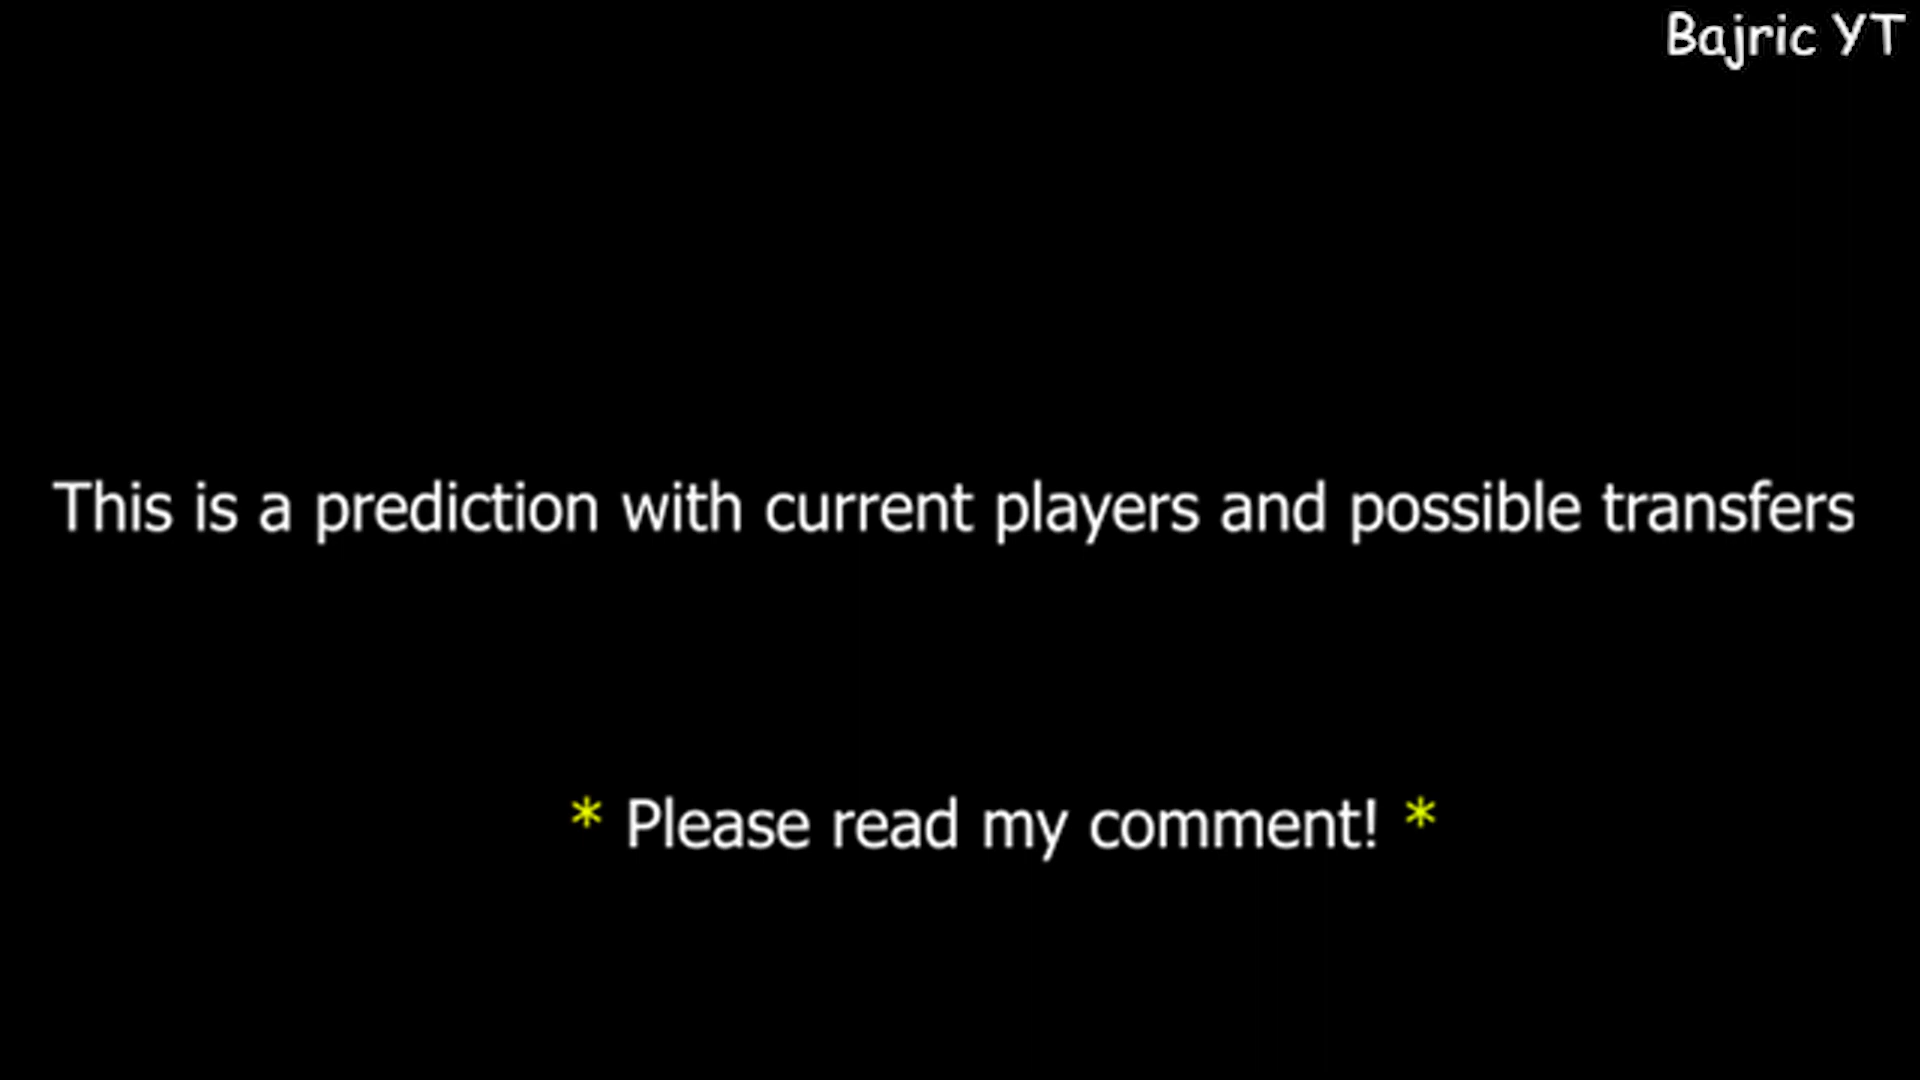 Bajric YT
This is a prediction with current players and possible transfers
* Please read my comment! *